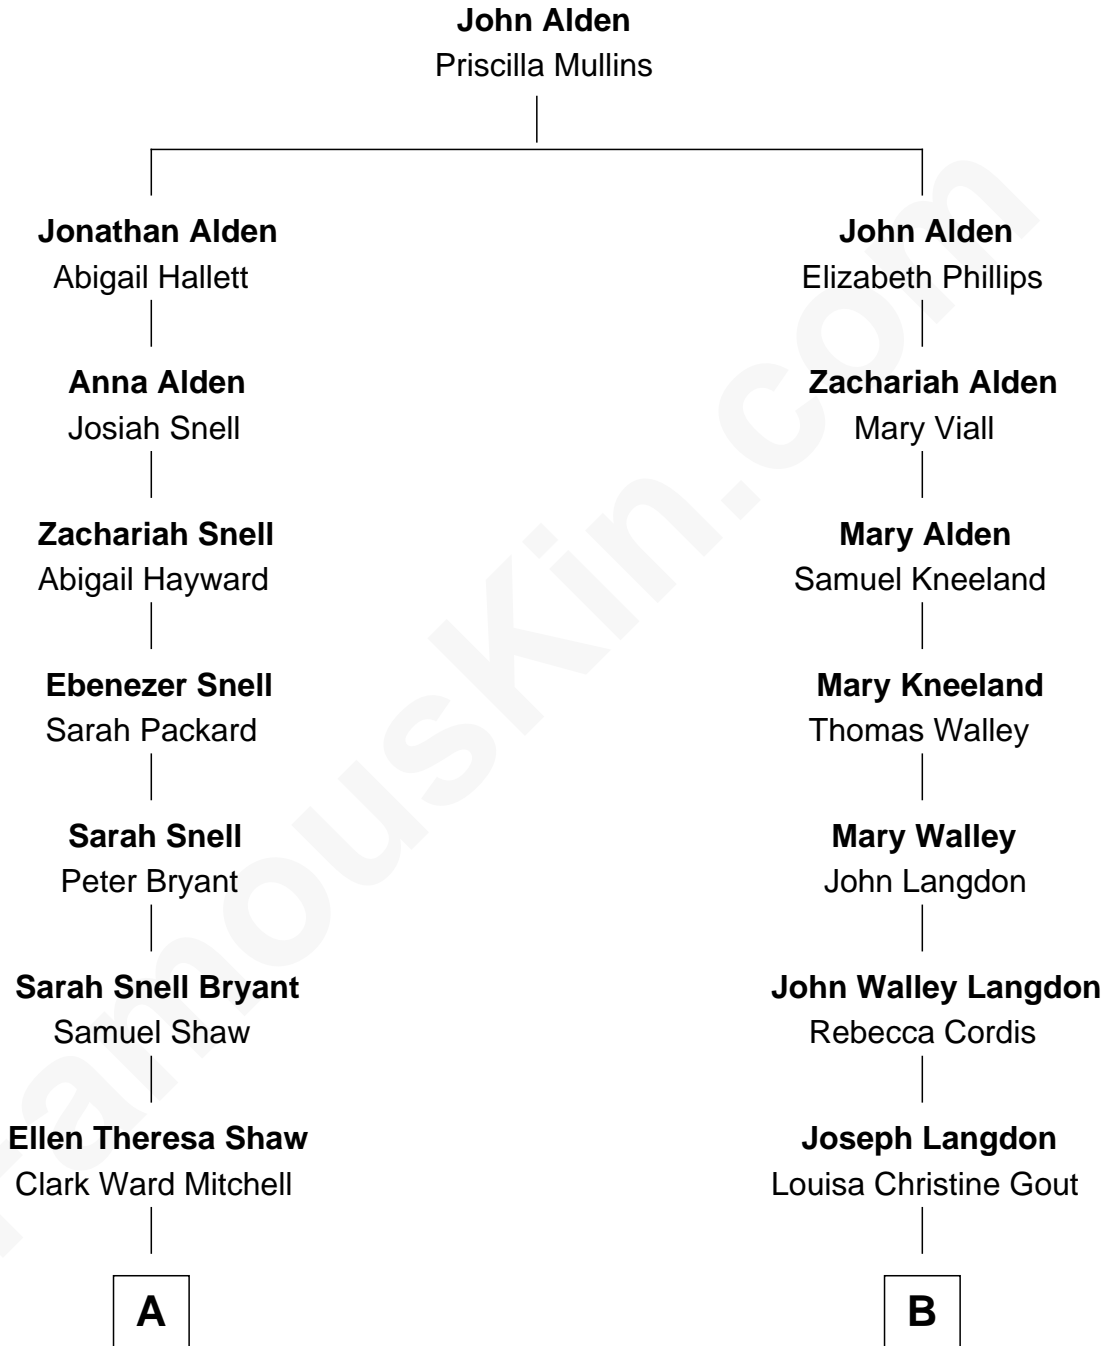 John Alden
Priscilla Mullins
Jonathan Alden
Abigail Hallett
John Alden
Elizabeth Phillips
Anna Alden
Josiah Snell
Zachariah Alden
Mary Viall
Zachariah Snell
Abigail Hayward
Mary Alden
Samuel Kneeland
Ebenezer Snell
Sarah Packard
Mary Kneeland
Thomas Walley
Sarah Snell
Peter Bryant
Mary Walley
John Langdon
Sarah Snell Bryant
Samuel Shaw
John Walley Langdon
Rebecca Cordis
Ellen Theresa Shaw
Clark Ward Mitchell
Joseph Langdon
Louisa Christine Gout
A
B
FamousKin.com